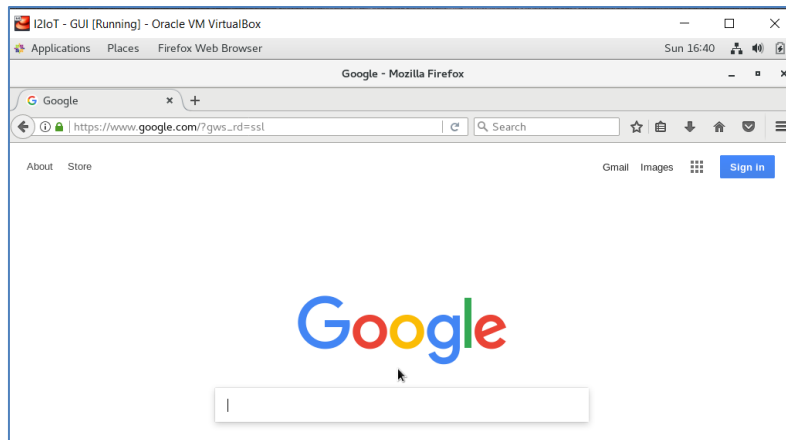 I2IoT - GUI [Running] - Oracle VM VirtualBox
Applications Places Firefox Web Browser Sun 16:40
Google - Mozilla Firefox
Google
https://www.google.com/?gws_rd=ssl Search
About Store Gmail Images Sign in
Google